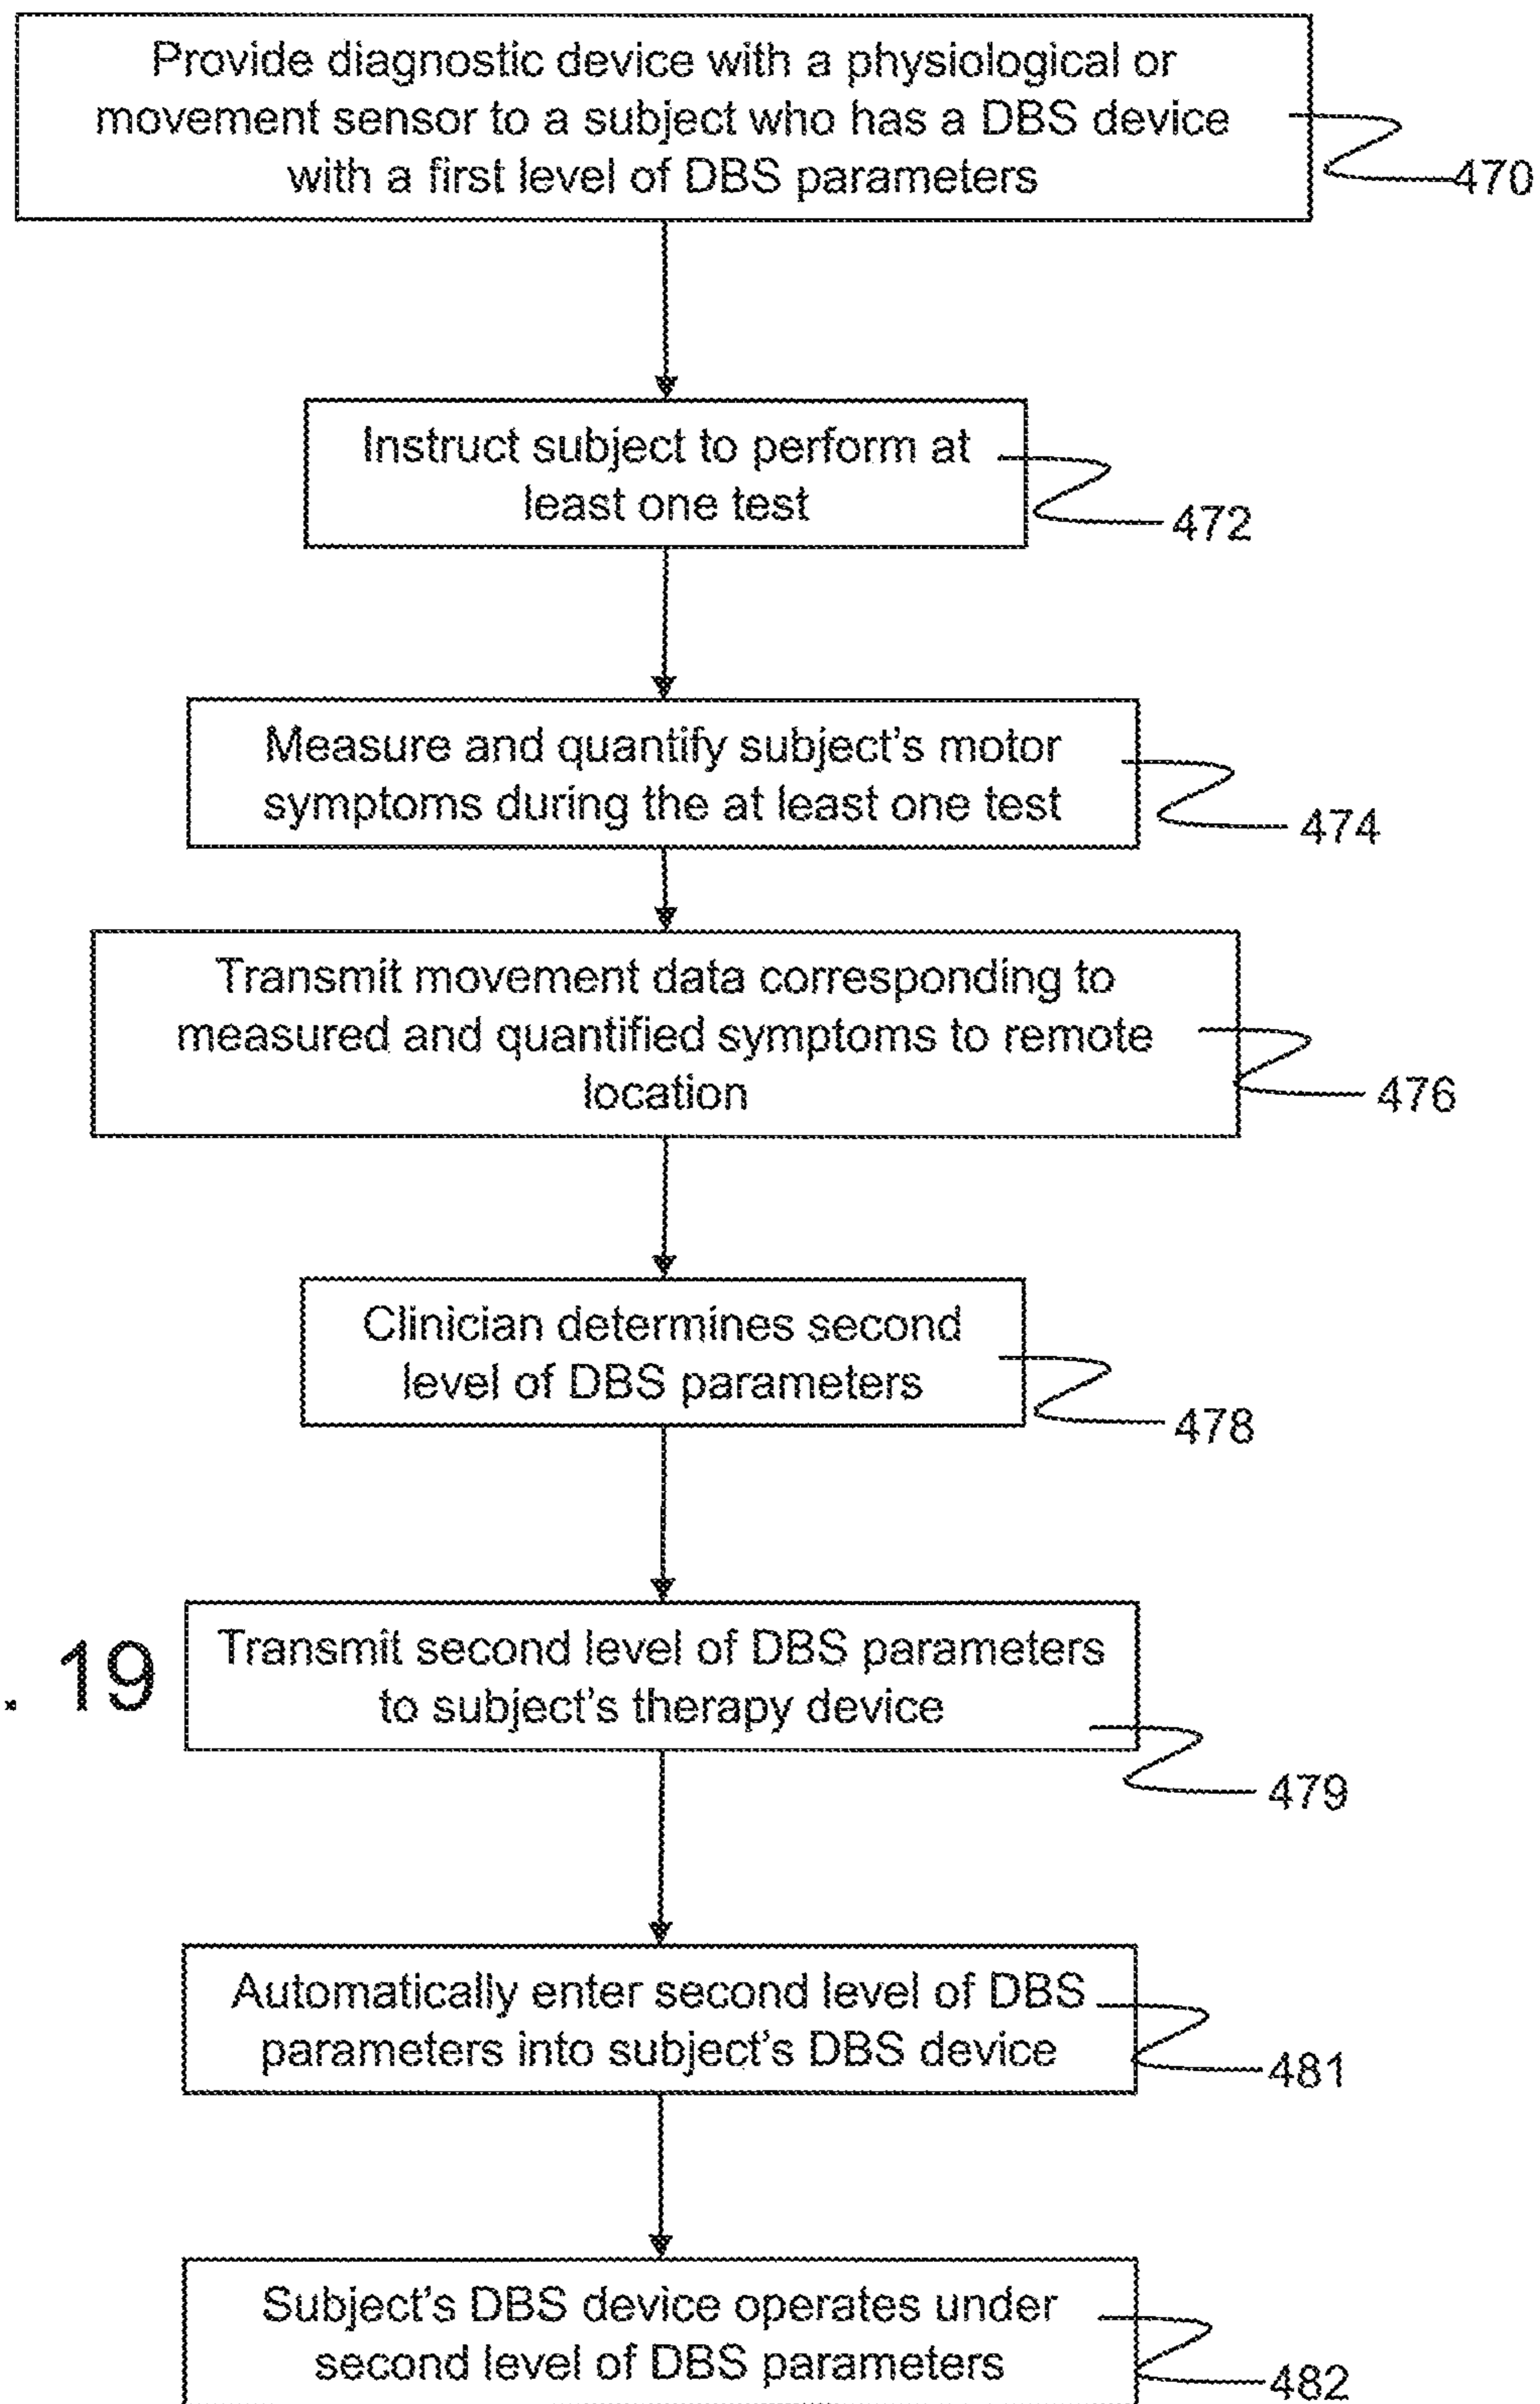 Provide diagnostic device with a physiological or
movement sensor to a subject who has a DBS device
with a first level of DBS parameters
470
Instruct subject to perform at
least one test
472
Measure and quantify subject's motor
symptoms during the at least one test
474
Transmit movement data corresponding to
measured and quantified symptoms to remote
location
476
Clinician determines second
level of DBS parameters
478
. 19
Transmit second level of DBS parameters
to subject's therapy device
479
Automatically enter second level of DBS
parameters into subject's DBS device
481
Subject's DBS device operates under
second level of DBS parameters
482